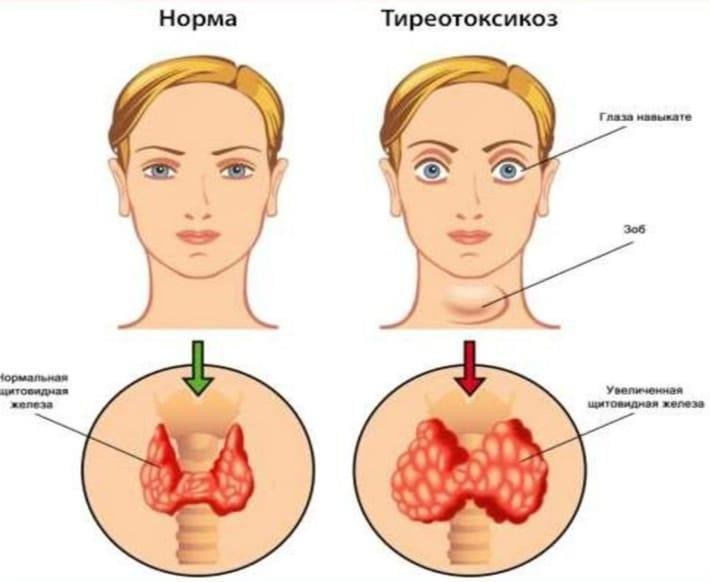 Норма
Тиреотоксикоз
Глаза навыкате
Зоб
Нормальная
щитовидная
железа
Увеличенная
щитовидная железа